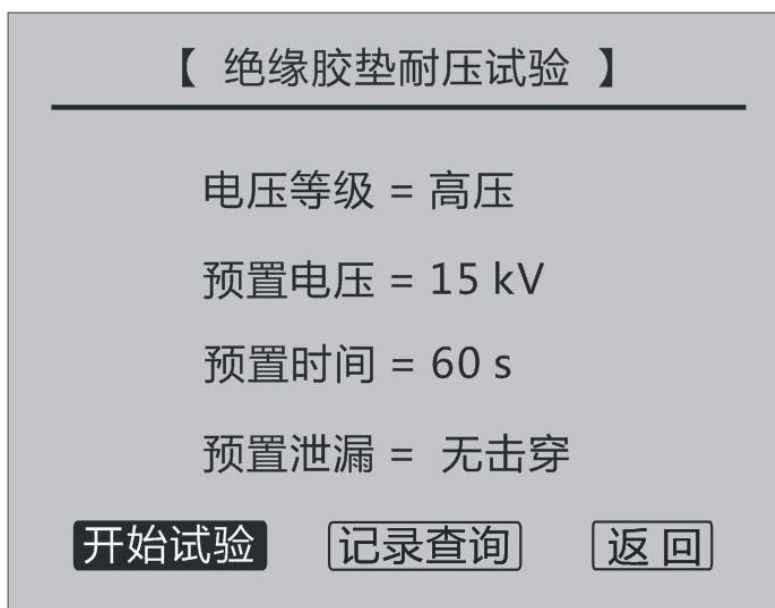 【 绝缘胶垫耐压试验 】
电压等级 = 高压
预置电压 = 15 kV
预置时间 = 60 s
预置泄漏 = 无击穿
开始试验 记录查询 返 回